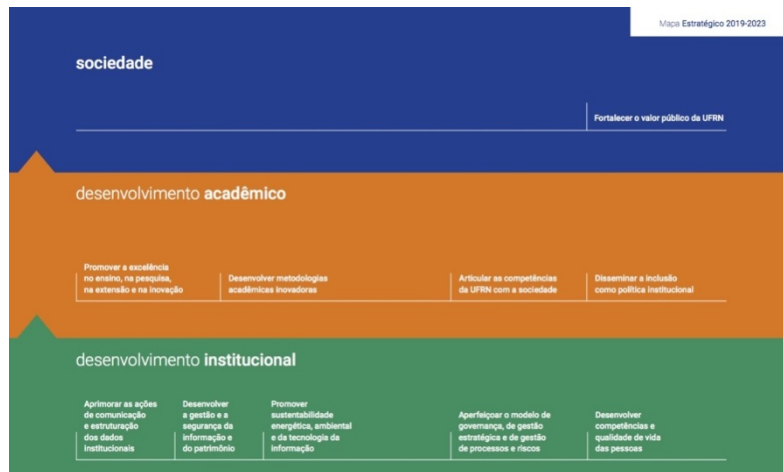 Mapa Estratégico 2019-2023
sociedade
Fortalecer o valor público da UFRN
desenvolvimento acadêmico
Promover a excelência
no ensino, na pesquisa,
na extensão e na inovação
Desenvolver metodologias
acadêmicas inovadoras
Articular as competências
da UFRN com a sociedade
Disseminar a inclusão
como política institucional
desenvolvimento institucional
Aprimorar as ações
de comunicação
e estruturação
dos dados
institucionais
Desenvolver
a gestão e a
segurança da
informação e
do patrimônio
Promover
sustentabilidade
energética, ambiental
e da tecnologia da
informação
Aperfeiçoar o modelo de
governança, de gestão
estratégica e de gestão
de processos e riscos
Desenvolver
competências e
qualidade de vida
das pessoas